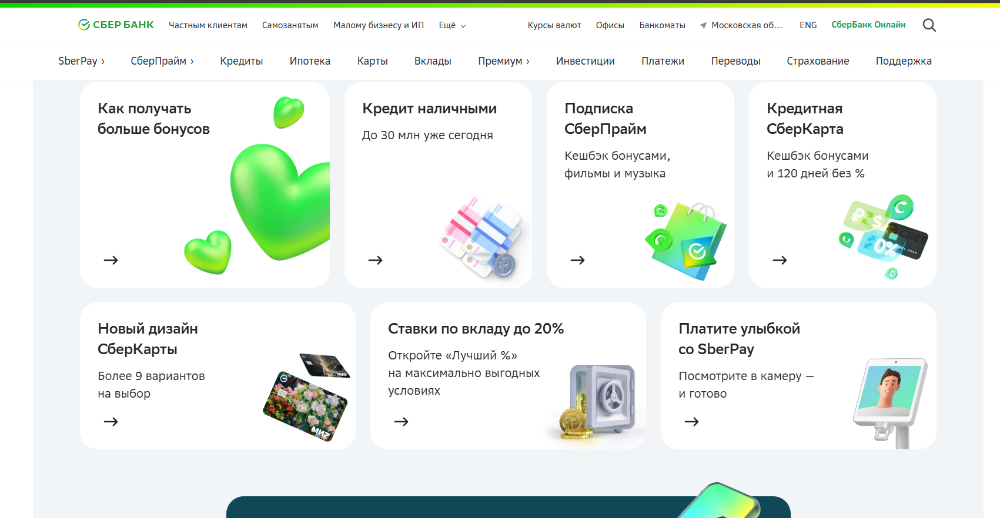 СБЕР БАНК Частным клиентам Самозанятым Малому бизнесу и ИП Ещё Курсы валют Офисы Банкоматы Московская об... ENG СберБанк Онлайн
SberPay › СберПрайм › Кредиты Ипотека Карты Вклады Премиум › Инвестиции Платежи Переводы Страхование Поддержка
Как получать
больше бонусов
Кредит наличными
До 30 млн уже сегодня
Подписка
СберПрайм
Кешбэк бонусами,
фильмы и музыка
Кредитная
СберКарта
Кешбэк бонусами
и 120 дней без %
₽ $
СБЕР
0%
Новый дизайн
СберКарты
Более 9 вариантов
на выбор
МИР
МИР
Ставки по вкладу до 20%
Откройте «Лучший %»
на максимально выгодных
условиях
Платите улыбкой
со SberPay
Посмотрите в камеру —
и готово